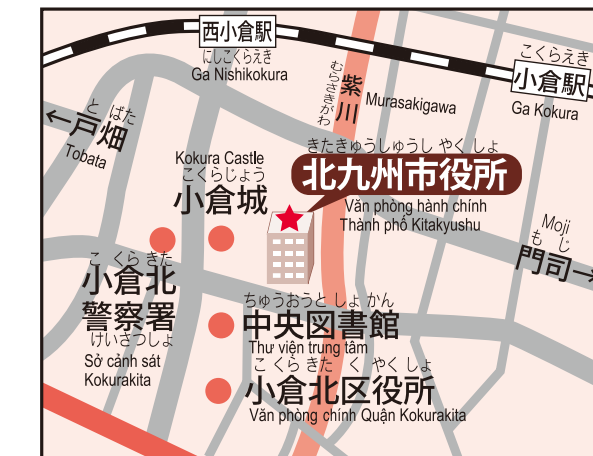 西小倉駅
にしこくらえき
Ga Nishikokura
こくらえき
小倉駅
Ga Kokura
むらさきがわ
紫川
Murasakigawa
とばた
←戸畑
Tobata
きたきゅうしゅうし やくしょ
北九州市役所
Văn phòng hành chính
Thành phố Kitakyushu
Kokura Castle
こくらじょう
小倉城
Moji
もじ
門司→
こくらきた
小倉北
警察署
けいさつしょ
Sở cảnh sát
Kokurakita
ちゅうおうとしょかん
中央図書館
Thư viện trung tâm
こくらきた く やくしょ
小倉北区役所
Văn phòng chính Quận Kokurakita